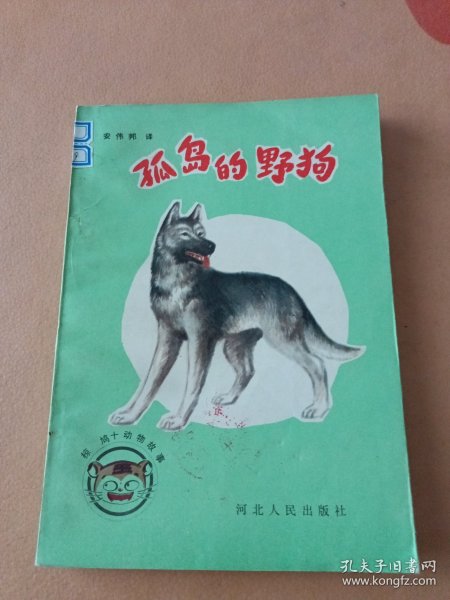 安伟邦 译
孤岛的野狗
椋鸠十动物故事
河北人民出版社
孔夫子旧书网
www.kongfz.com